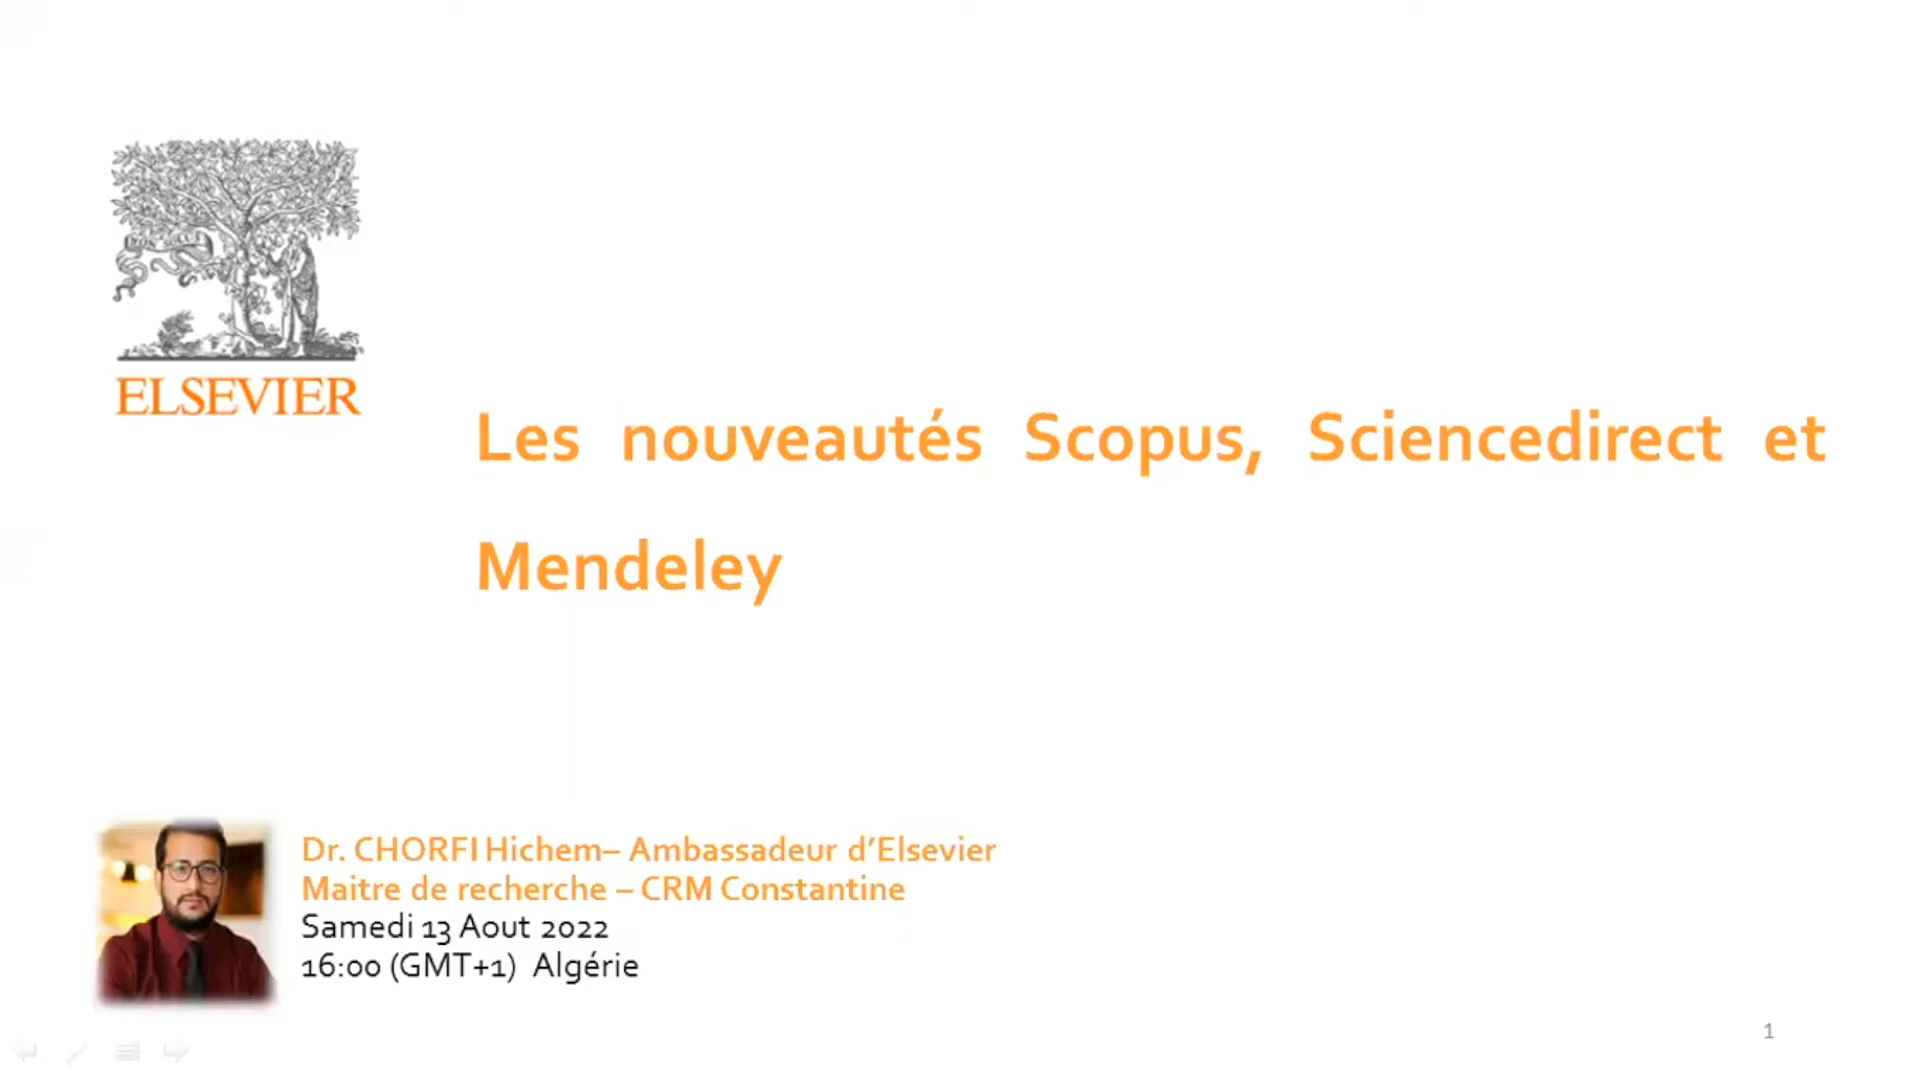 ELSEVIER
Les nouveautés Scopus, Sciencedirect et
Mendeley
Dr. CHORFI Hichem– Ambassadeur d’Elsevier
Maitre de recherche – CRM Constantine
Samedi 13 Aout 2022
16:00 (GMT+1) Algérie
1